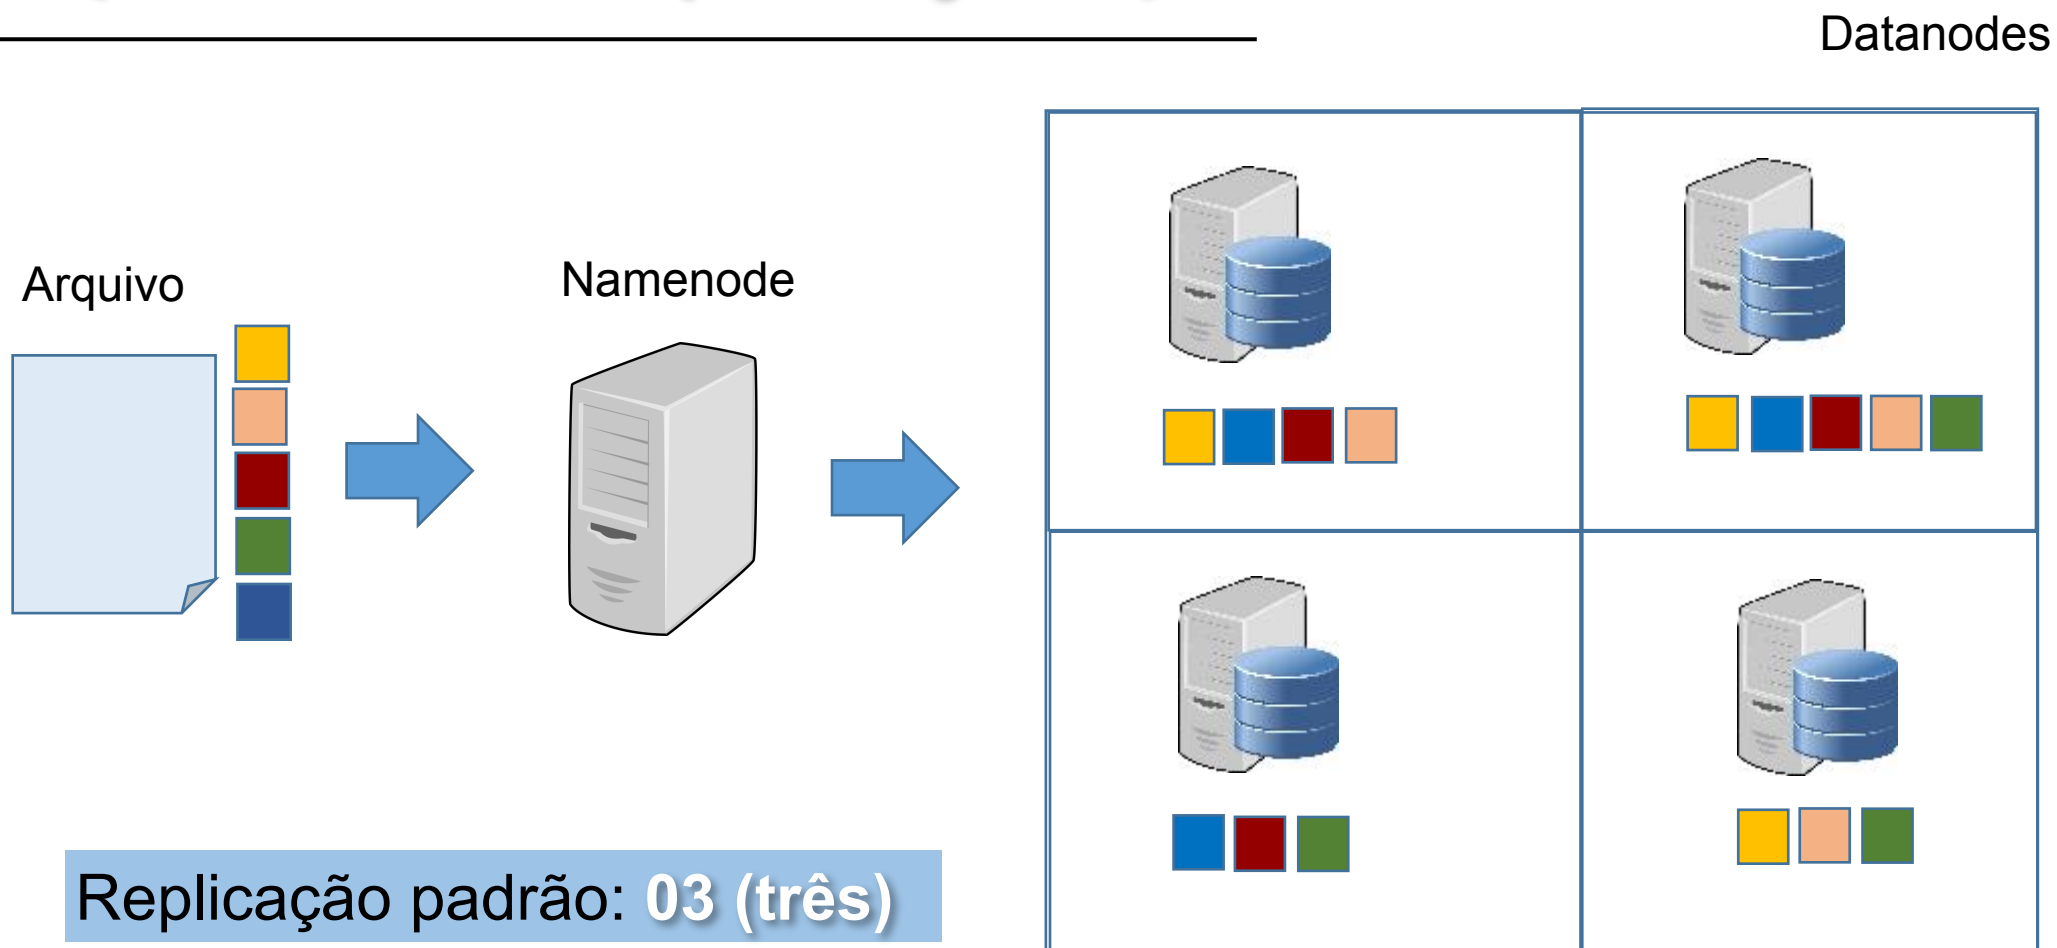 Datanodes
Arquivo
Namenode
Replicação padrão: 03 (três)